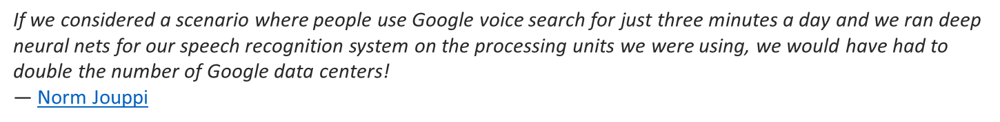 If we considered a scenario where people use Google voice search for just three minutes a day and we ran deep
neural nets for our speech recognition system on the processing units we were using, we would have had to
double the number of Google data centers!
— Norm Jouppi